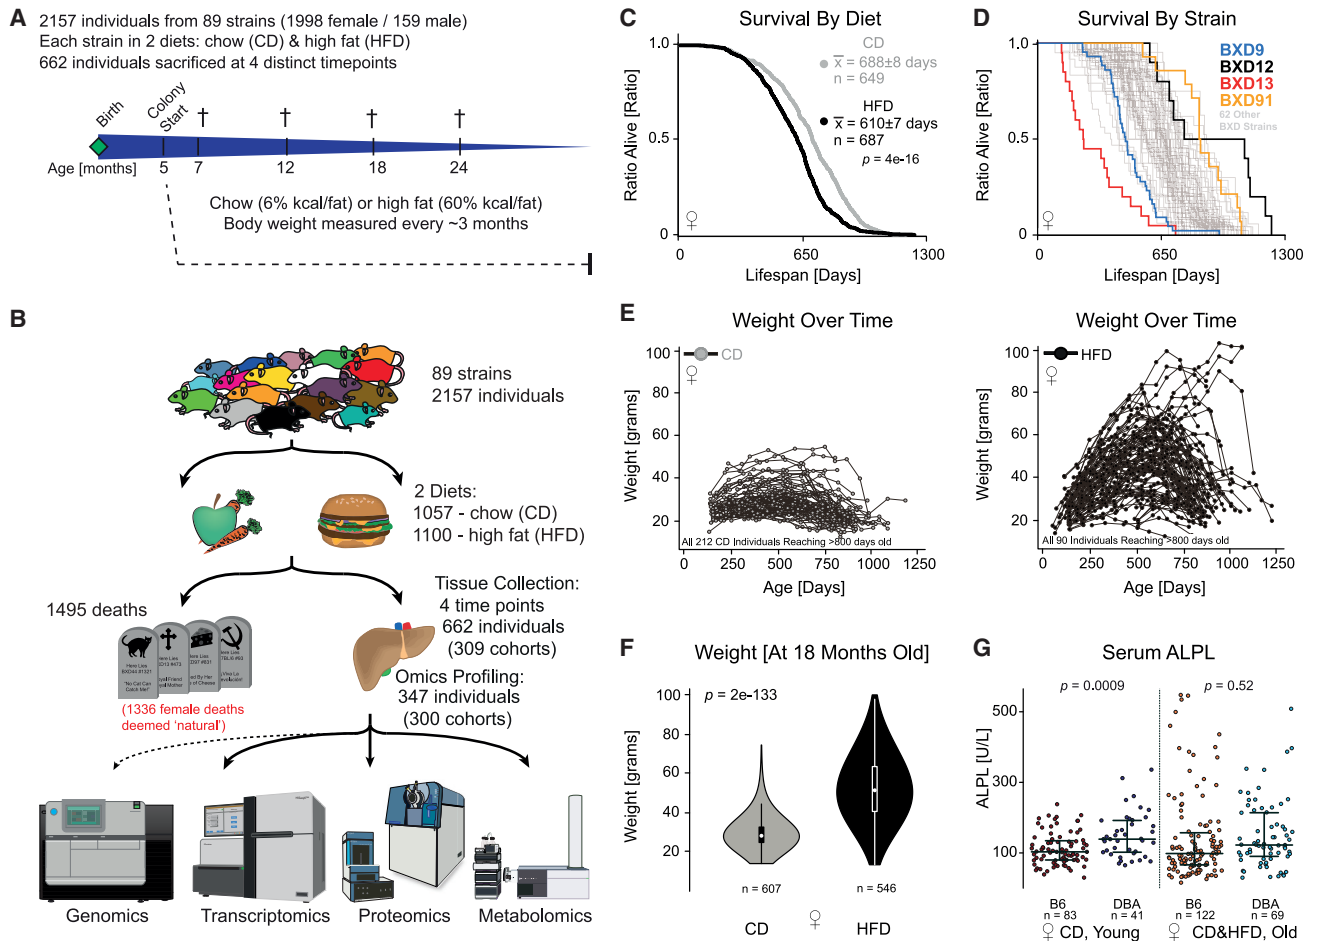 A
2157 individuals from 89 strains (1998 female / 159 male)
Each strain in 2 diets: chow (CD) & high fat (HFD)
662 individuals sacrificed at 4 distinct timepoints
Birth
Colony
Start
† † † †
Age [months] 5 7 12 18 24
Chow (6% kcal/fat) or high fat (60% kcal/fat)
Body weight measured every ~3 months
B
89 strains
2157 individuals
2 Diets:
1057 - chow (CD)
1100 - high fat (HFD)
1495 deaths
Here Lies
"No Cat Can
Catch Me!"
(1336 female deaths
deemed 'natural')
Tissue Collection:
4 time points
662 individuals
(309 cohorts)
Omics Profiling:
347 individuals
(300 cohorts)
Genomics
Transcriptomics
Proteomics
Metabolomics
C
Survival By Diet
Ratio Alive [Ratio]
1.0
0.5
0
CD
x̅ = 688±8 days
n = 649
HFD
x̅ = 610±7 days
n = 687
p = 4e-16
♀
0 650 1300
Lifespan [Days]
D
Survival By Strain
Ratio Alive [Ratio]
1.0
0.5
0
BXD9
BXD12
BXD13
BXD91
62 Other
BXD Strains
♀
0 650 1300
Lifespan [Days]
E
Weight Over Time
Weight [grams]
100
80
60
40
20
CD
♀
All 212 CD Individuals Reaching >800 days old
0 250 500 750 1000 1250
Age [Days]
Weight Over Time
Weight [grams]
100
80
60
40
20
HFD
♀
All 90 Individuals Reaching >800 days old
0 250 500 750 1000 1250
Age [Days]
F
Weight [At 18 Months Old]
Weight [grams]
100
80
60
40
20
p = 2e-133
n = 607
n = 546
CD ♀ HFD
G
Serum ALPL
p = 0.0009
p = 0.52
ALPL [U/L]
500
300
100
B6 DBA B6 DBA
n = 83 n = 41 n = 122 n = 69
♀ CD, Young ♀ CD&HFD, Old